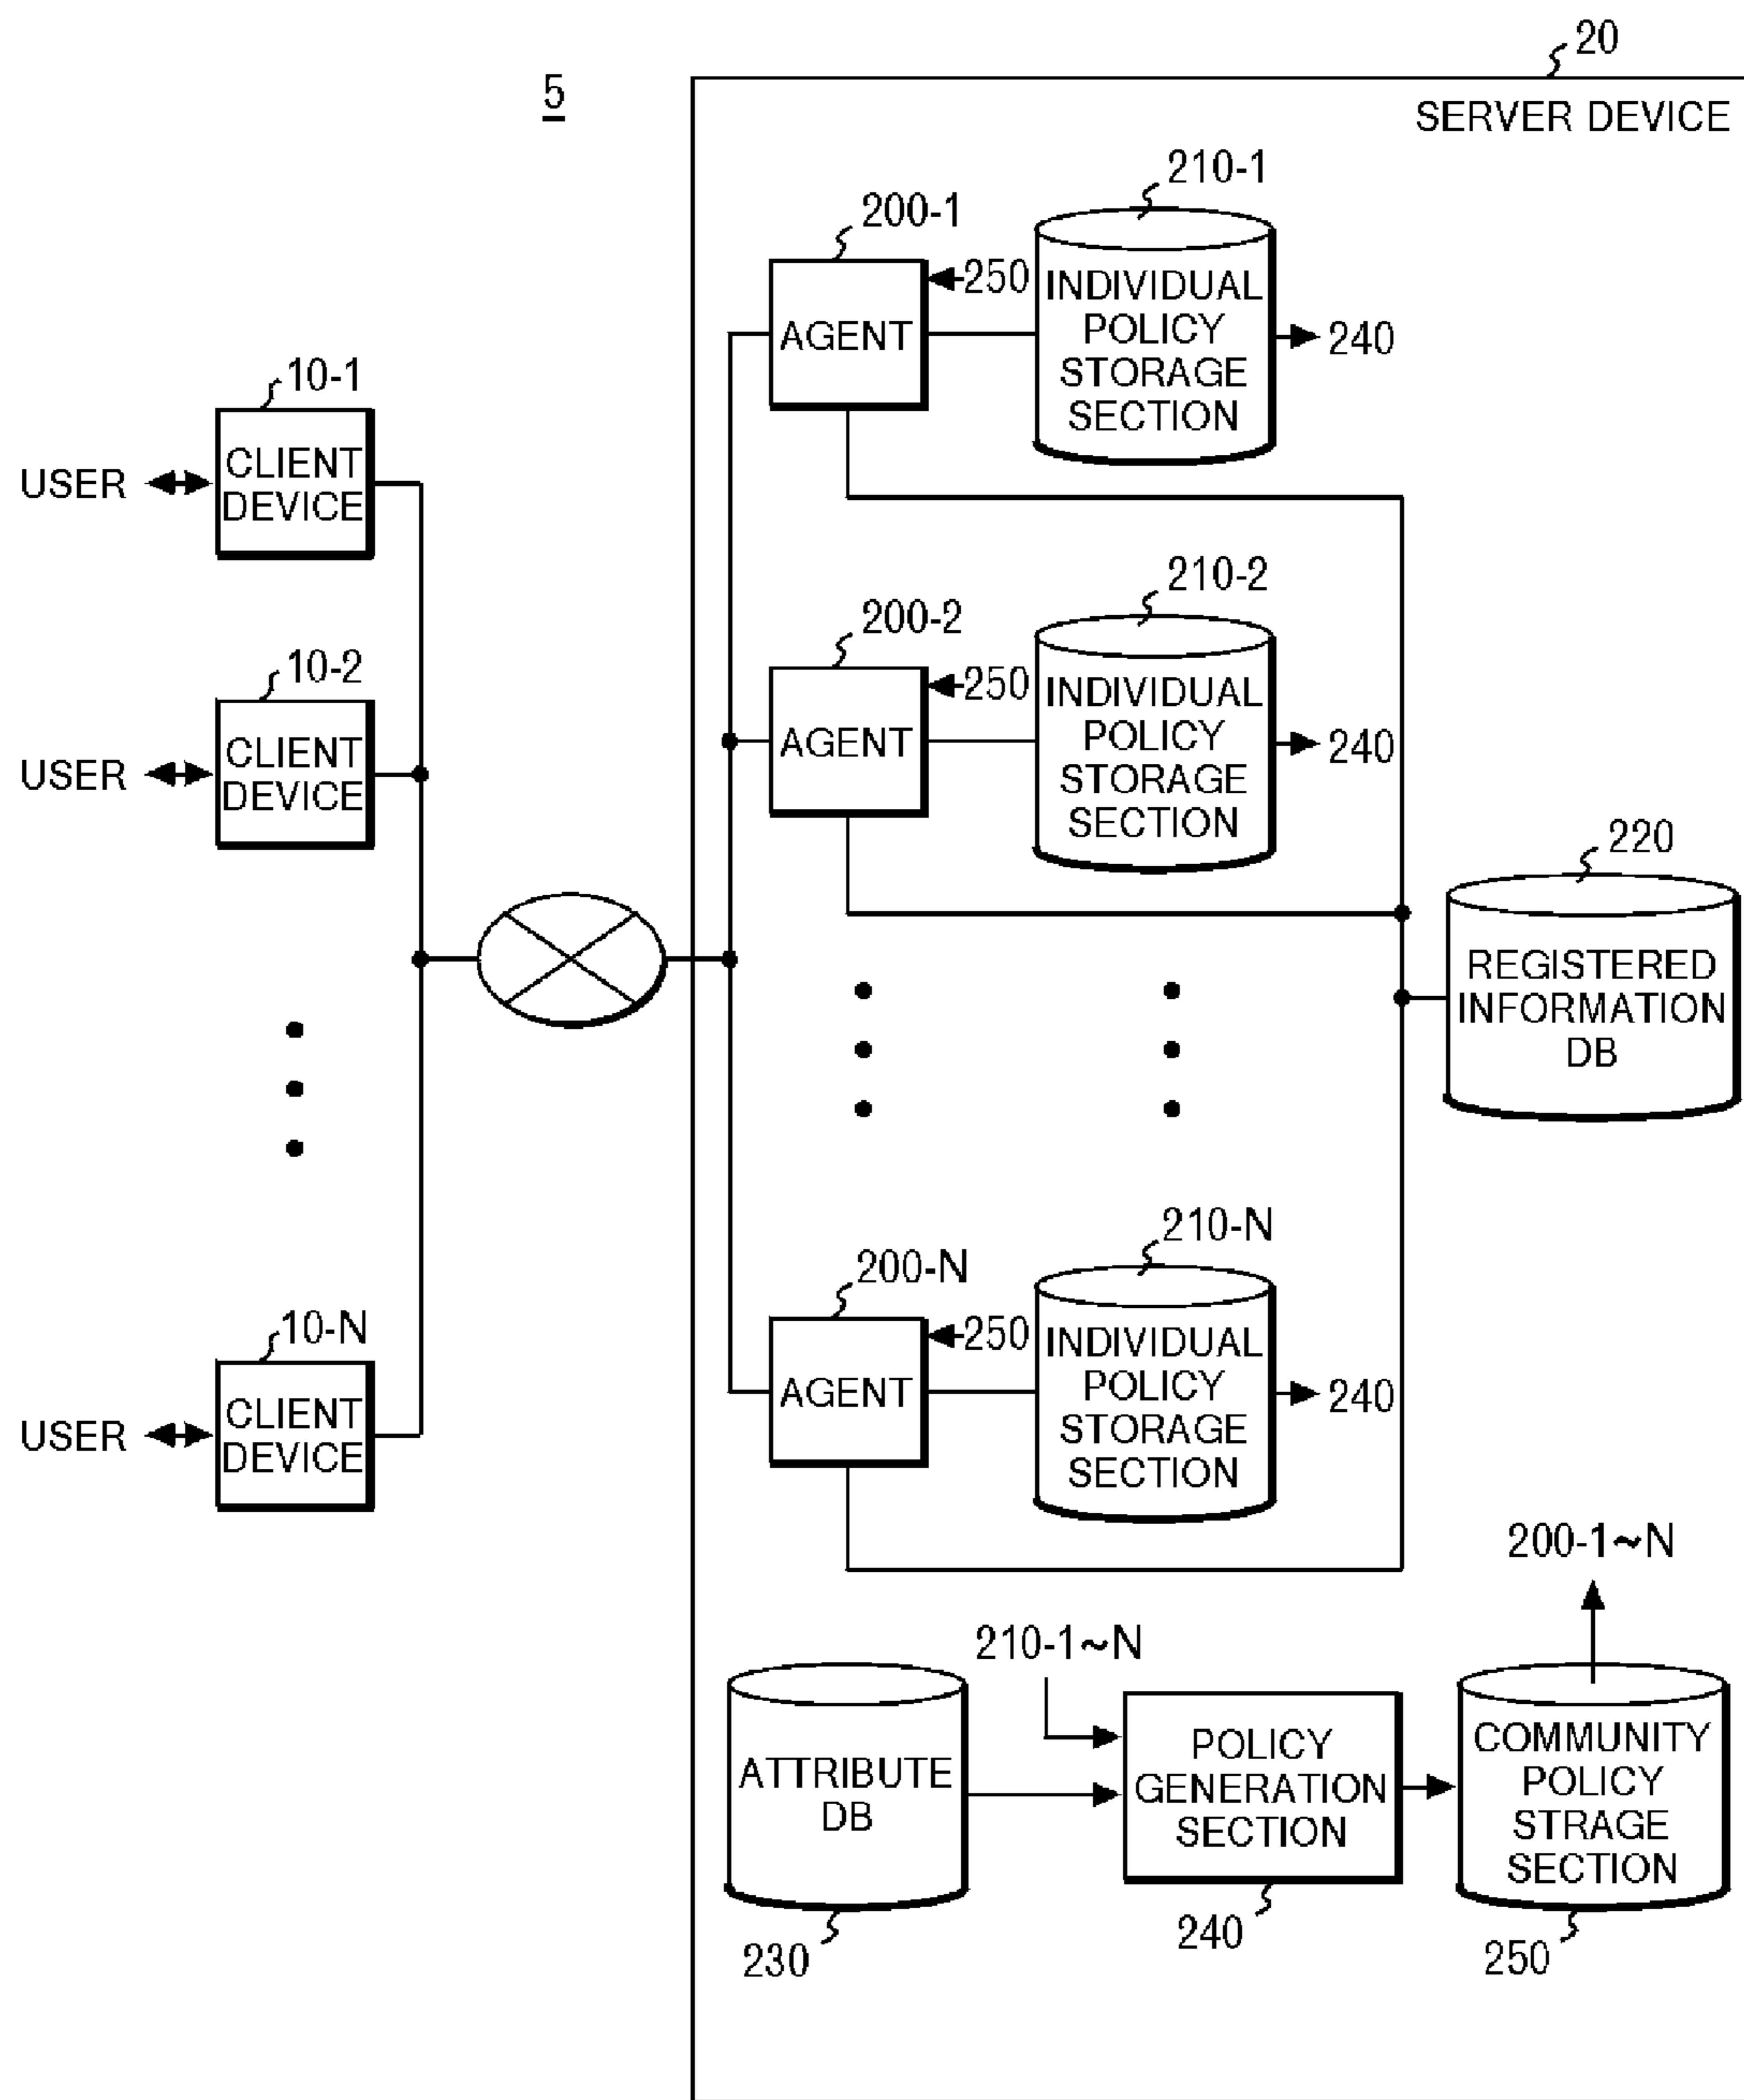 20
5
SERVER DEVICE
210-1
200-1
250
INDIVIDUAL
POLICY
STORAGE
SECTION
AGENT
240
10-1
CLIENT
DEVICE
USER
210-2
200-2
250
INDIVIDUAL
POLICY
STORAGE
SECTION
AGENT
240
10-2
CLIENT
DEVICE
USER
220
REGISTERED
INFORMATION
DB
210-N
200-N
250
INDIVIDUAL
POLICY
STORAGE
SECTION
AGENT
240
10-N
CLIENT
DEVICE
USER
200-1~N
210-1~N
ATTRIBUTE
DB
POLICY
GENERATION
SECTION
COMMUNITY
POLICY
STRAGE
SECTION
230
240
250